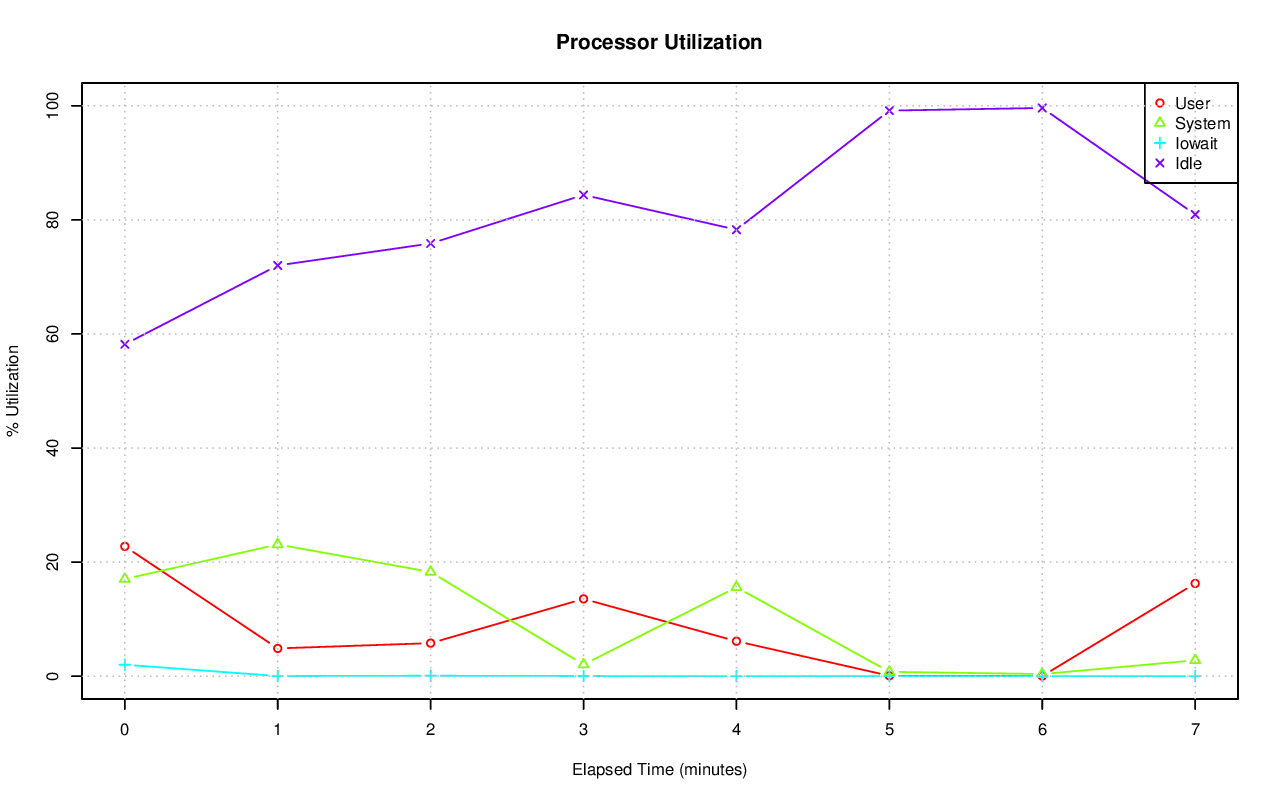 Processor Utilization
% Utilization
100
80
60
40
20
0
User
System
Iowait
Idle
0 1 2 3 4 5 6 7
Elapsed Time (minutes)